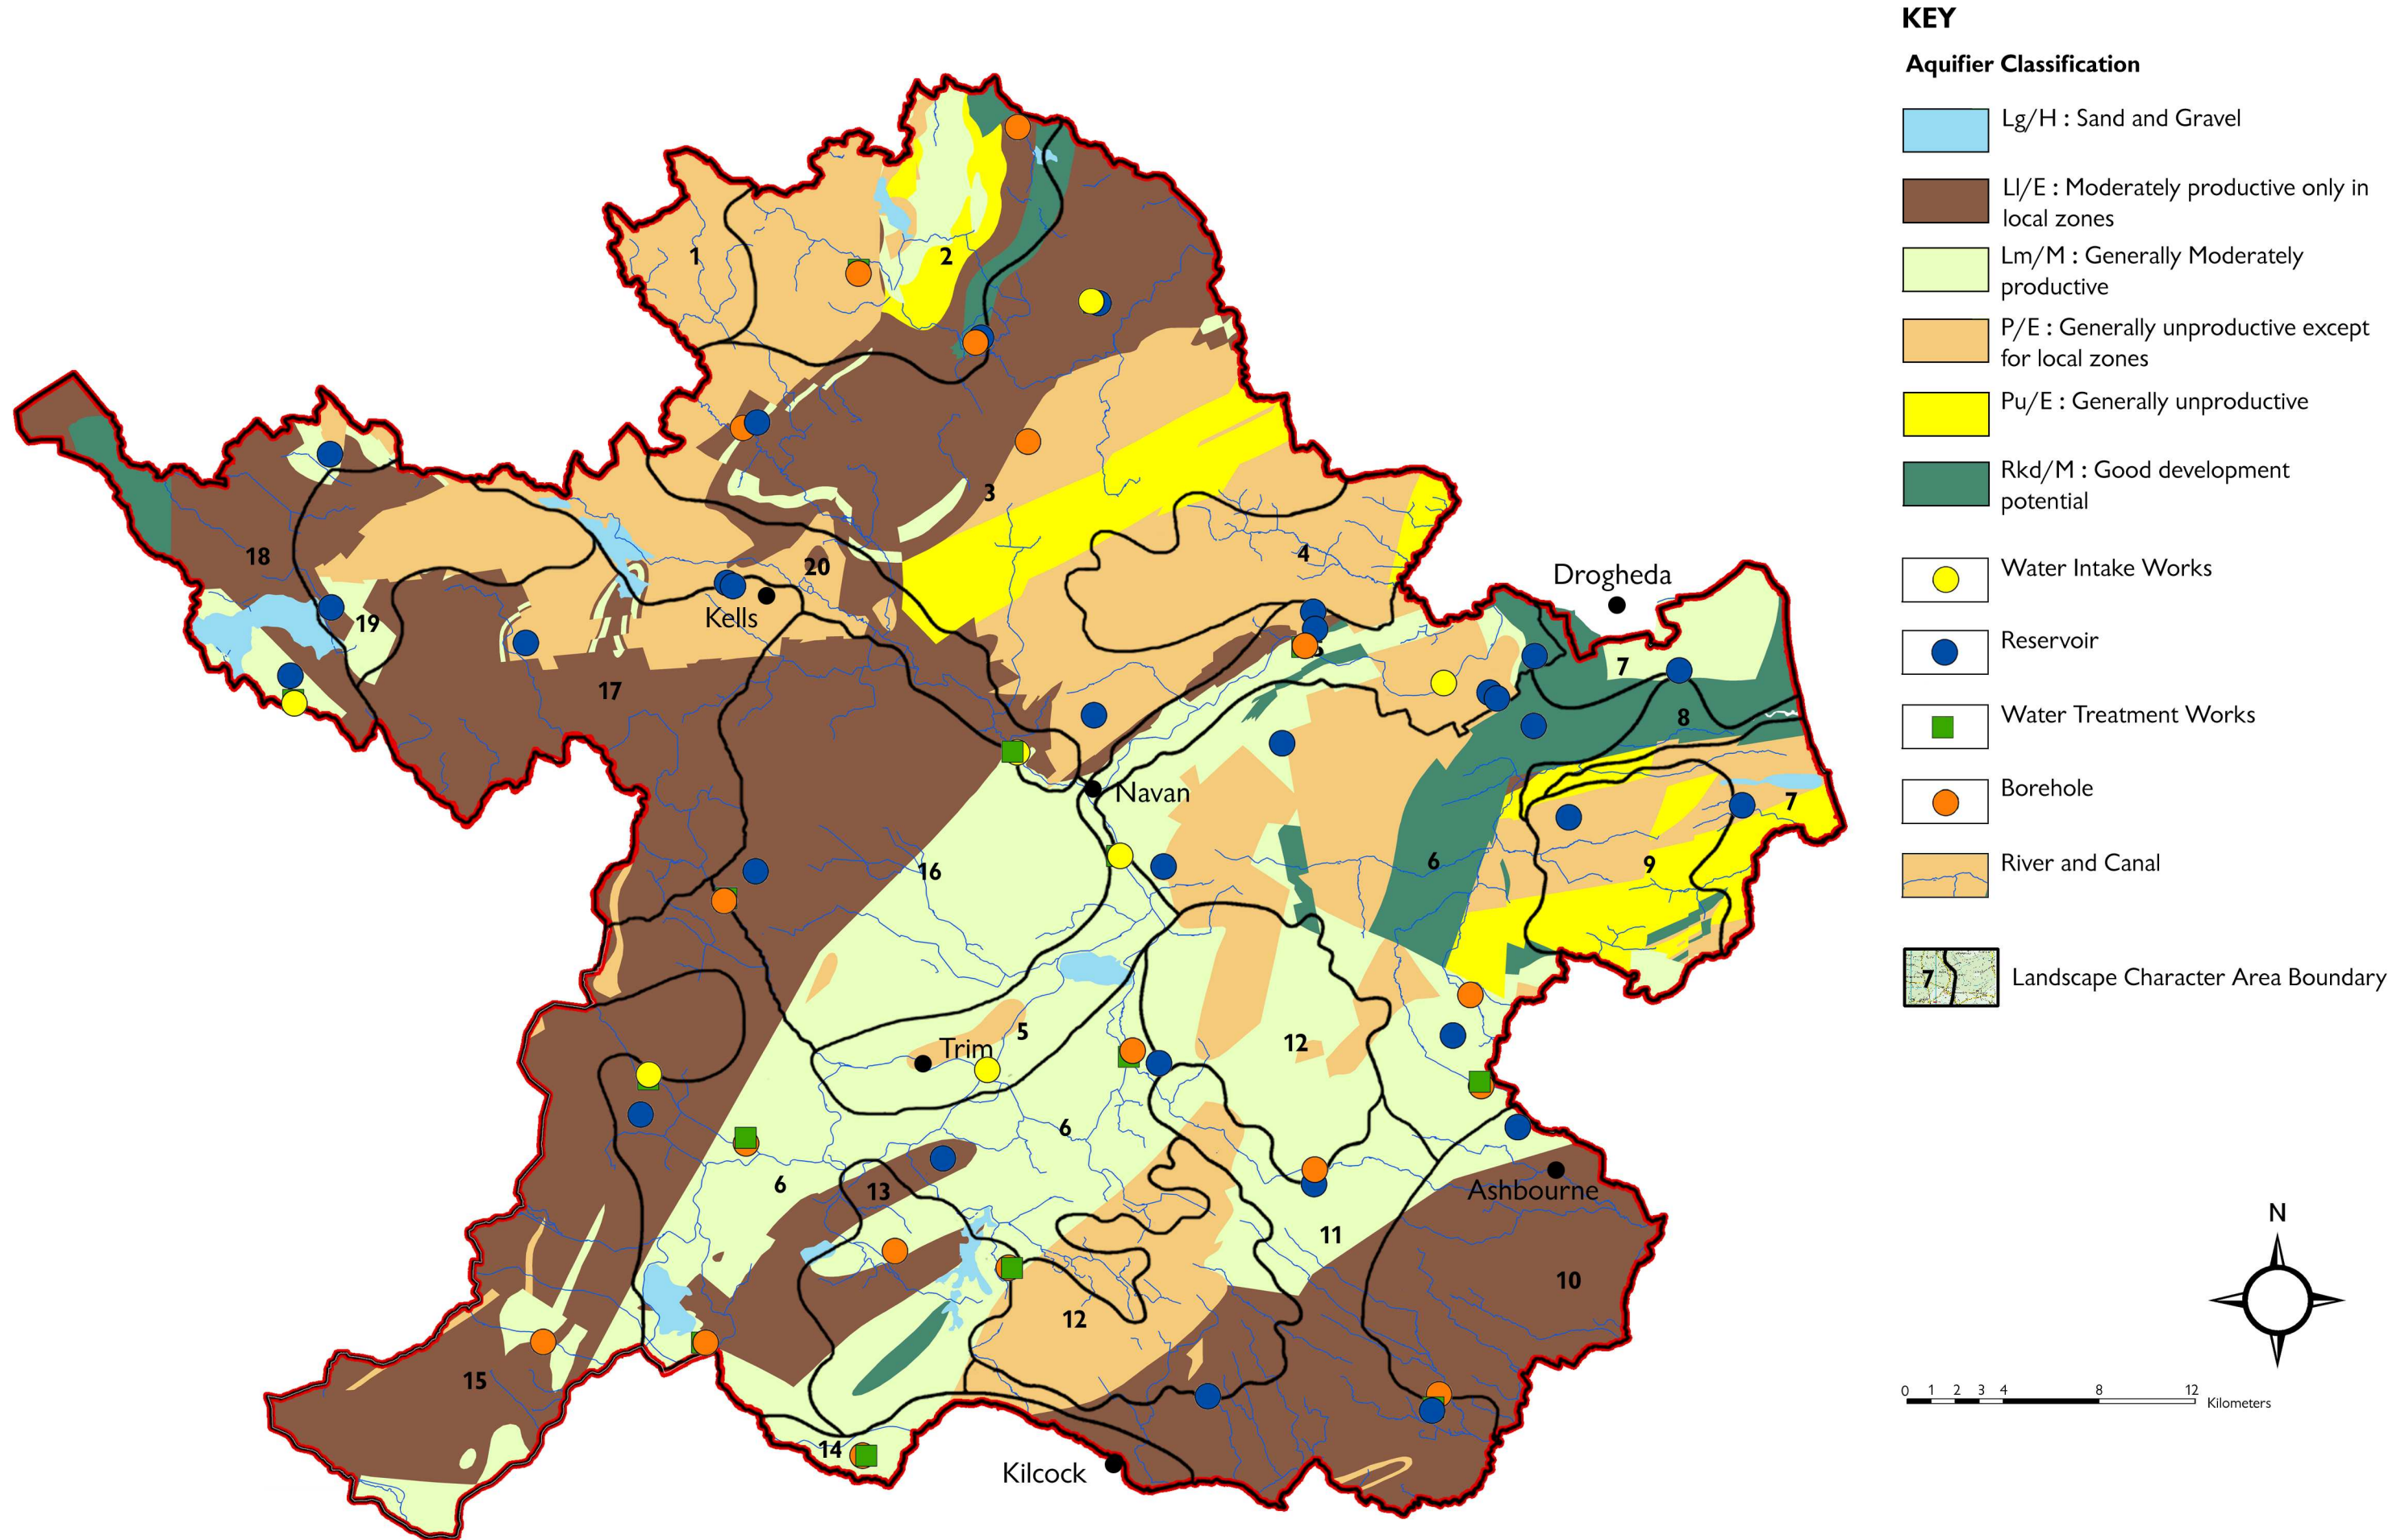 KEY
Aquifier Classification
Lg/H : Sand and Gravel
Ll/E : Moderately productive only in
local zones
Lm/M : Generally Moderately
productive
P/E : Generally unproductive except
for local zones
Pu/E : Generally unproductive
Rkd/M : Good development
potential
Water Intake Works
Reservoir
Water Treatment Works
Borehole
River and Canal
7
Landscape Character Area Boundary
1
2
3
4
18
20
Kells
19
17
Drogheda
5
7
8
Navan
7
16
6
9
5
Trim
12
6
6
13
Ashbourne
11
10
12
15
14
Kilcock
N
0 1 2 3 4 8 12
Kilometers